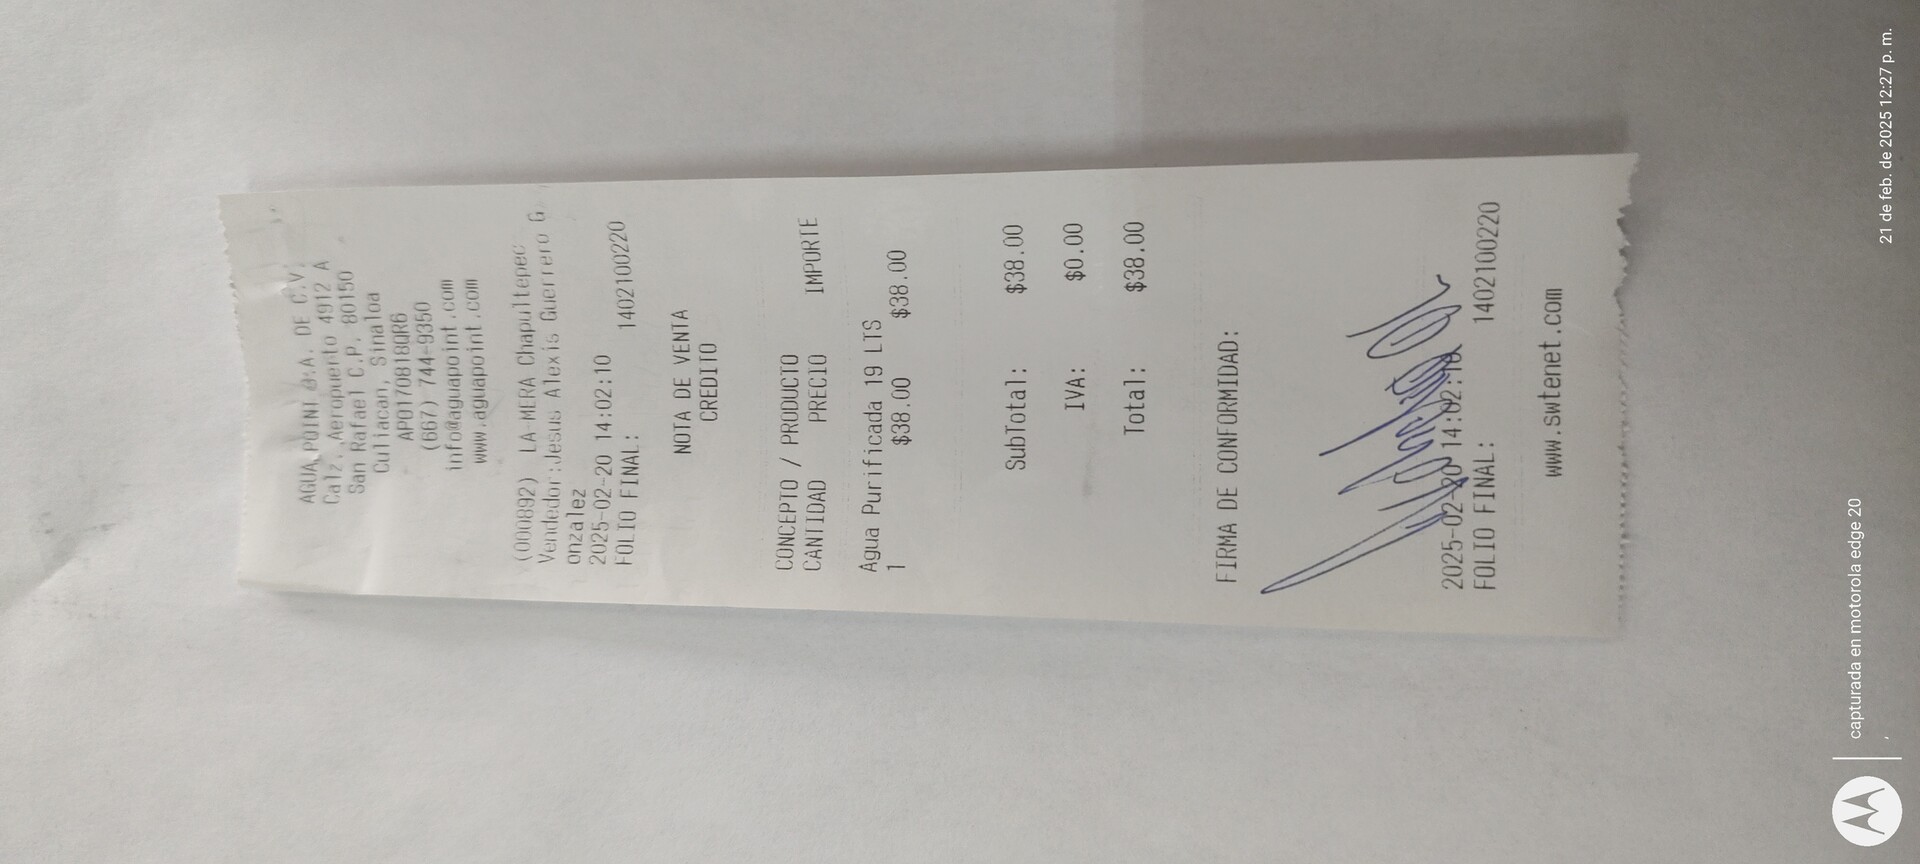 AGUA POINT S.A. DE C.V.
Calz. Aeropuerto 4912 A
San Rafael C.P. 80150
Culiacan, Sinaloa
APO170818QR6
(667) 744-9350
info@aguapoint.com
www.aguapoint.com
(000892) LA-MERA Chapultepec
Vendedor:Jesus Alexis Guerrero G
onzalez
2025-02-20 14:02:10
FOLIO FINAL: 1402100220
NOTA DE VENTA
CREDITO
CONCEPTO / PRODUCTO
CANTIDAD PRECIO IMPORTE
Agua Purificada 19 LTS
1 $38.00 $38.00
SubTotal: $38.00
IVA: $0.00
Total: $38.00
FIRMA DE CONFORMIDAD:
2025-02-20 14:02:10
FOLIO FINAL: 1402100220
www.swtenet.com
capturada en motorola edge 20
21 de feb. de 2025 12:27 p. m.